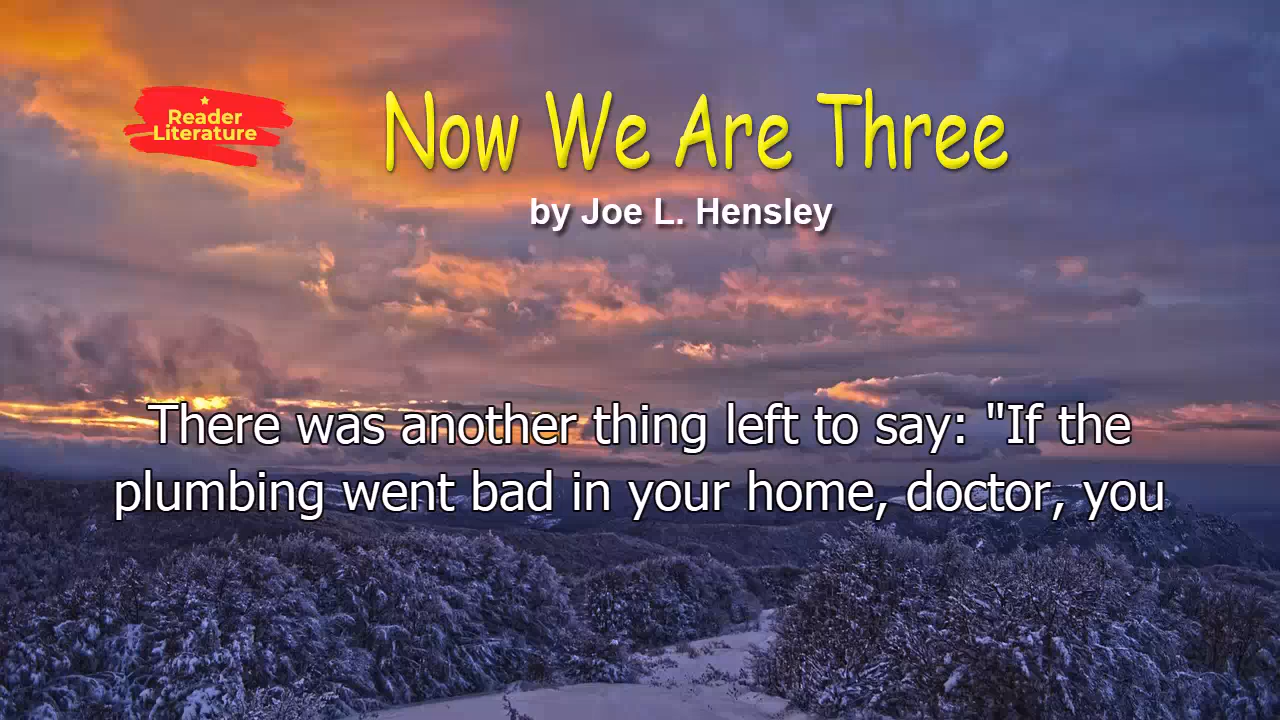 Reader
Literature
Now We Are Three
by Joe L. Hensley
There was another thing left to say: "If the
plumbing went bad in your home, doctor, you